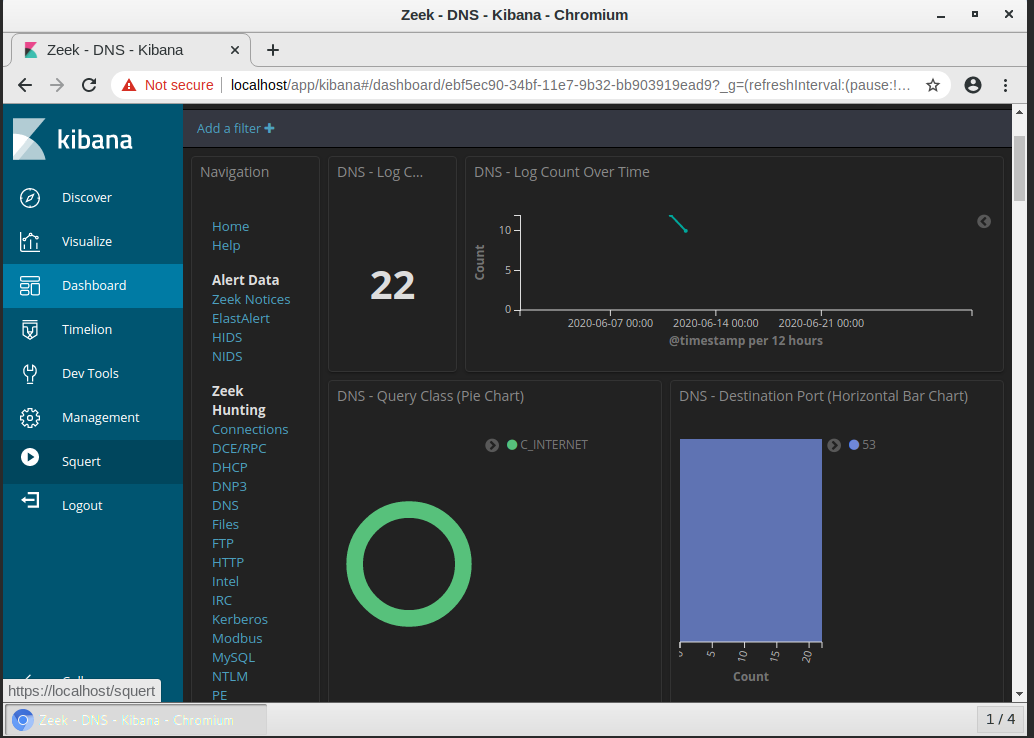 Zeek - DNS - Kibana - Chromium
Zeek - DNS - Kibana
Not secure
localhost/app/kibana#/dashboard/ebf5ec90-34bf-11e7-9b32-bb903919ead9?_g=(refreshInterval:(pause:!...
kibana
Discover
Visualize
Dashboard
Timelion
Dev Tools
Management
Squert
Logout
https://localhost/squert
Add a filter
Navigation
Home
Help
Alert Data
Zeek Notices
ElastAlert
HIDS
NIDS
Zeek
Hunting
Connections
DCE/RPC
DHCP
DNP3
DNS
Files
FTP
HTTP
Intel
IRC
Kerberos
Modbus
MySQL
NTLM
PE
DNS - Log C...
22
DNS - Log Count Over Time
Count
10
5
0
2020-06-07 00:00 2020-06-14 00:00 2020-06-21 00:00
@timestamp per 12 hours
DNS - Query Class (Pie Chart)
C_INTERNET
DNS - Destination Port (Horizontal Bar Chart)
53
5 10 15 20
Count
Zeek - DNS - Kibana - Chromium
1 / 4